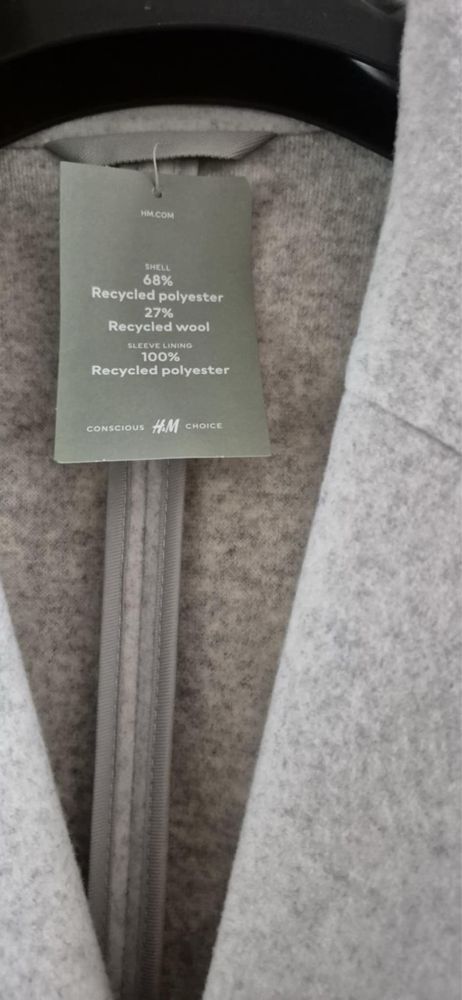 HM.COM
SHELL
68%
Recycled polyester
27%
Recycled wool
SLEEVE LINING
100%
Recycled polyester
CONSCIOUS H&M CHOICE